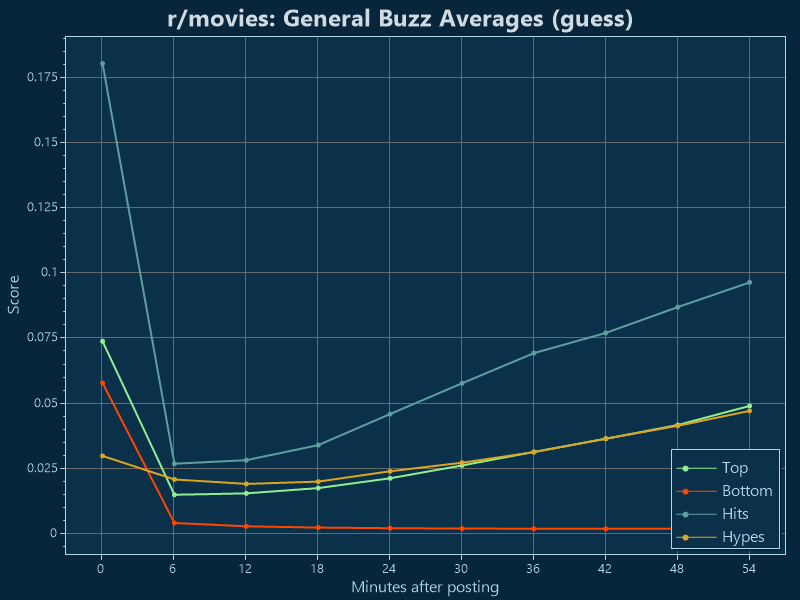 r/movies: General Buzz Averages (guess)
Score
0.175
0.15
0.125
0.1
0.075
0.05
0.025
0
Top
Bottom
Hits
Hypes
0 6 12 18 24 30 36 42 48 54
Minutes after posting